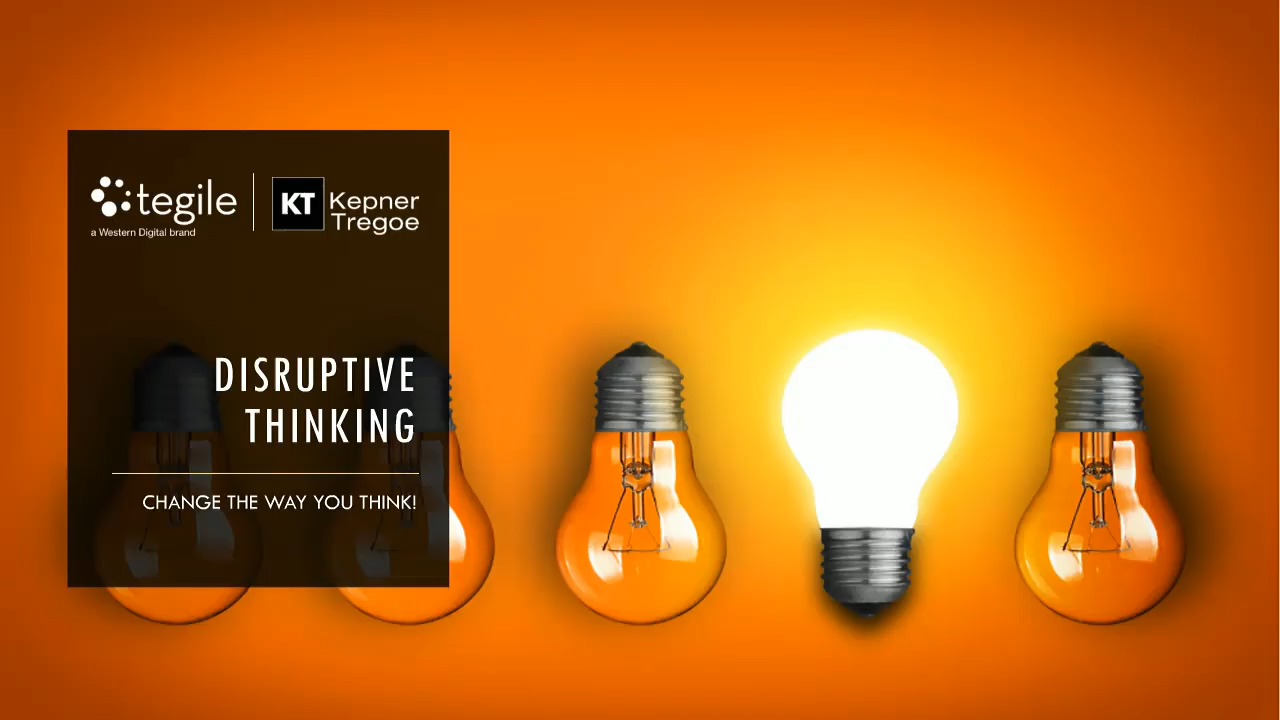 tegile
a Western Digital brand
KT Kepner
Tregoe
DISRUPTIVE
THINKING
CHANGE THE WAY YOU THINK!